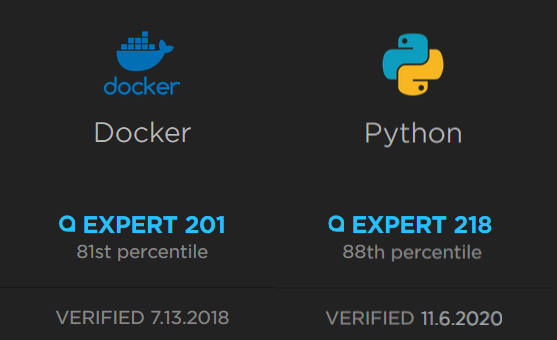 docker
Docker
EXPERT 201
81st percentile
VERIFIED 7.13.2018
Python
EXPERT 218
88th percentile
VERIFIED 11.6.2020